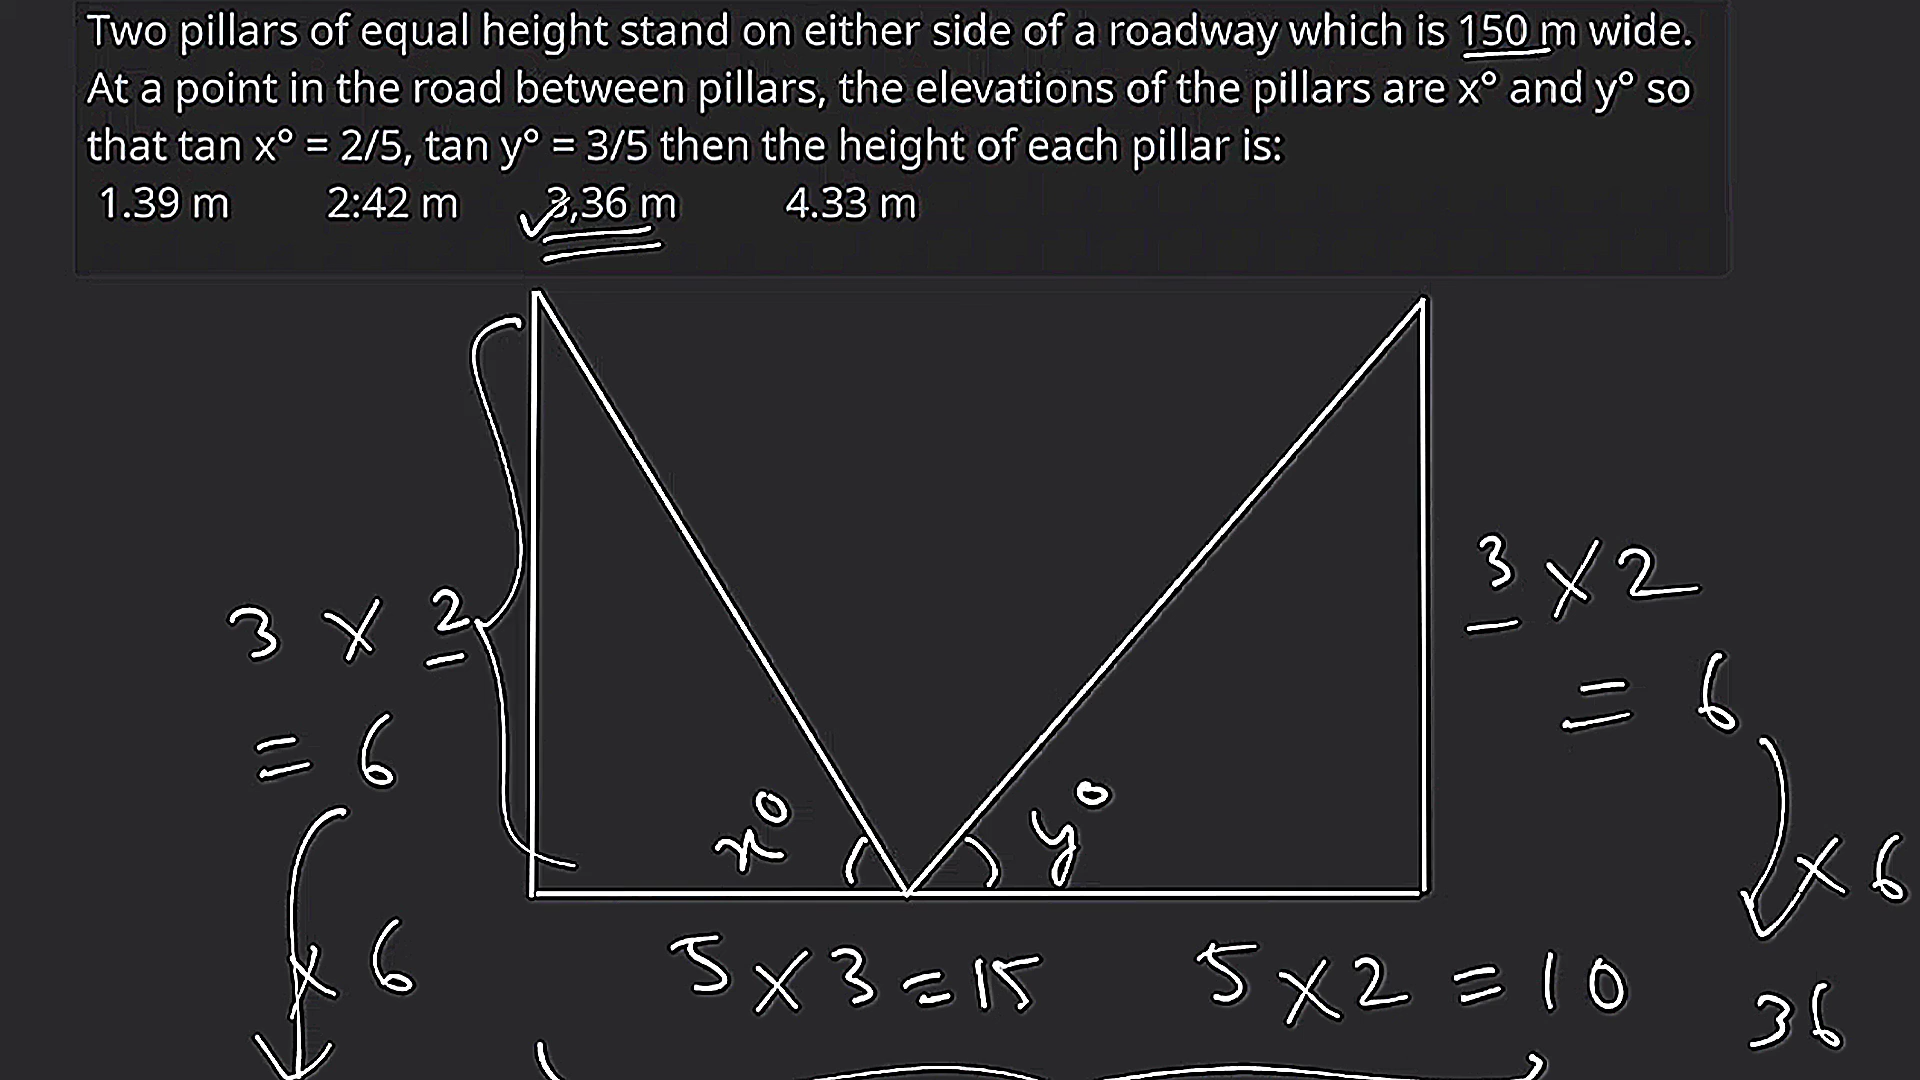 Two pillars of equal height stand on either side of a roadway which is 150 m wide.
At a point in the road between pillars, the elevations of the pillars are x° and y° so
that tan x° = 2/5, tan y° = 3/5 then the height of each pillar is:
1.39 m 2:42 m 3,36 m 4.33 m
3 × 2
= 6
× 6
3 × 2
= 6
× 6
36
x° y°
5 × 3 = 15 5 × 2 = 10